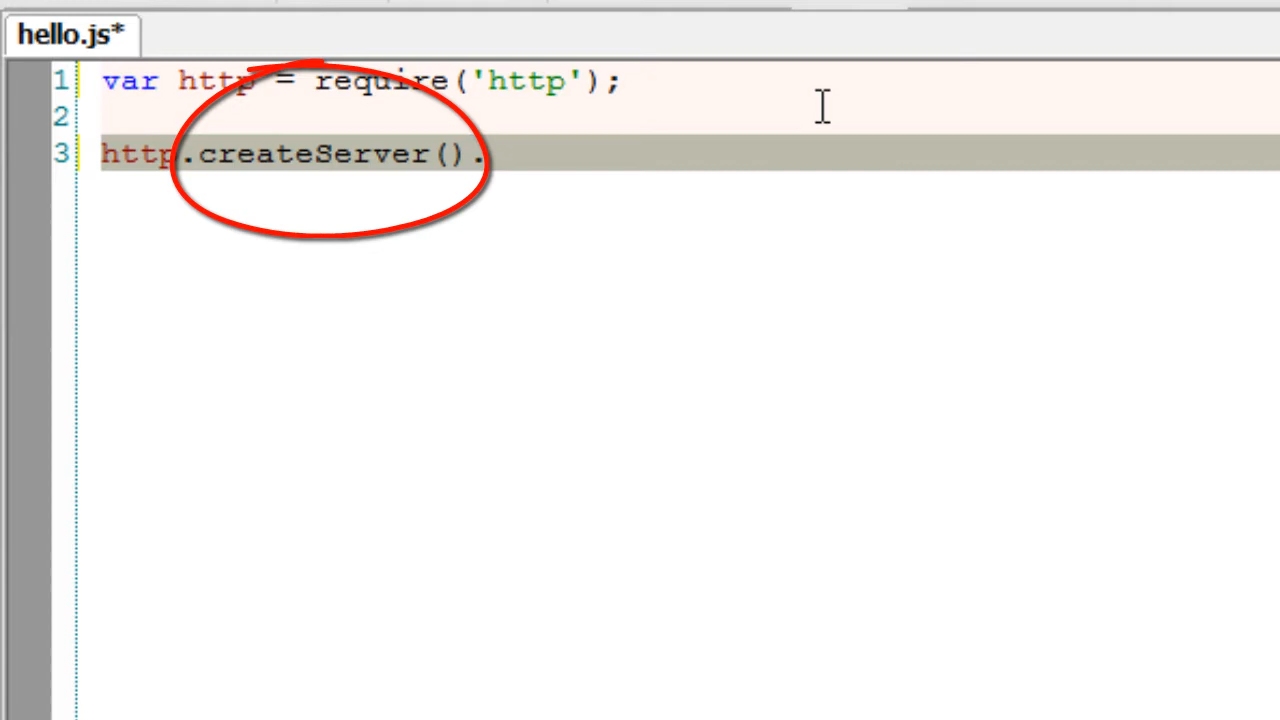 hello.js*
1 var http = require('http');
2
3 http.createServer().